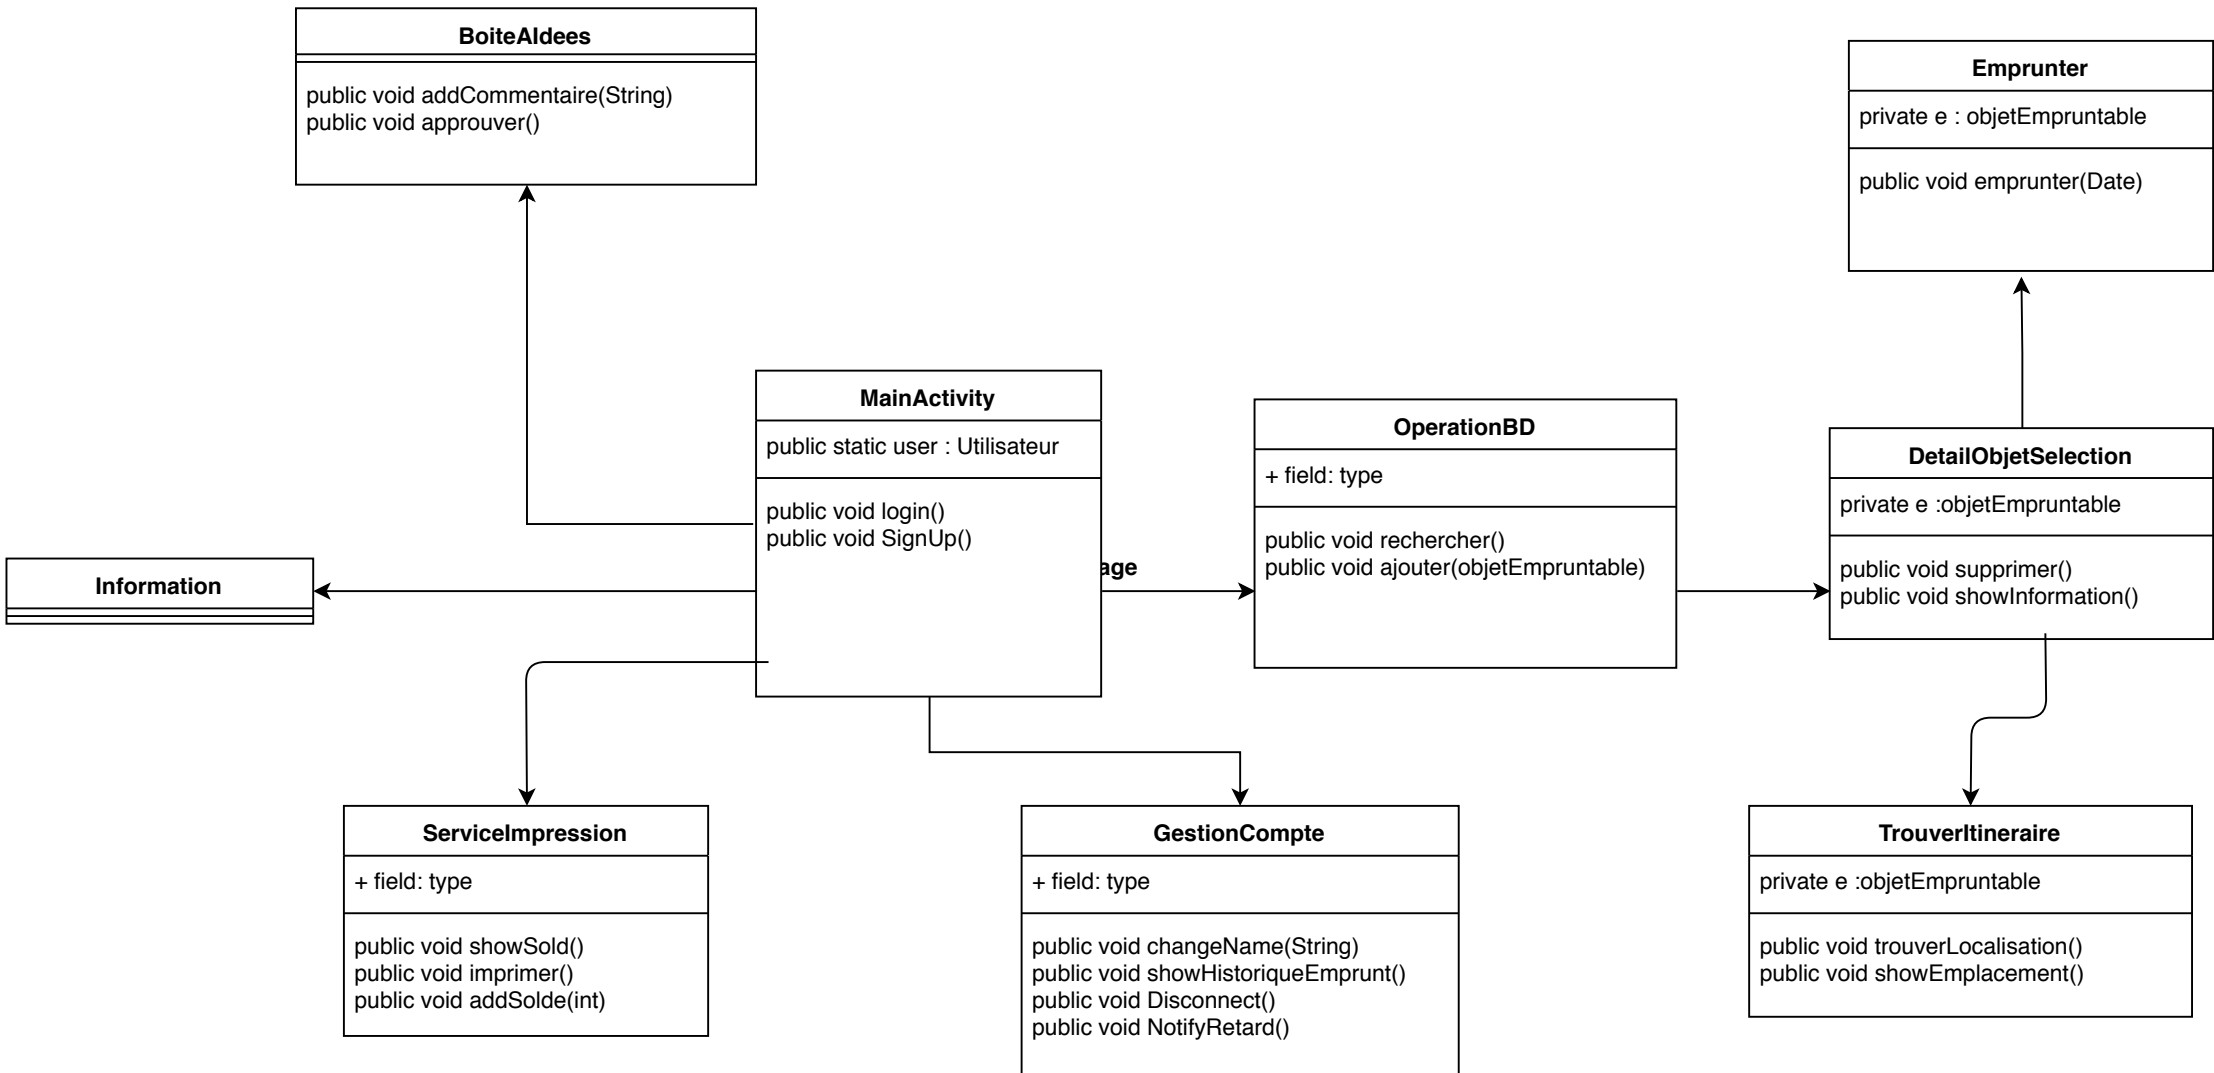 BoiteAIdees
public void addCommentaire(String)
public void approuver()
Emprunter
private e : objetEmpruntable
public void emprunter(Date)
MainActivity
public static user : Utilisateur
public void login()
public void SignUp()
age
OperationBD
+ field: type
public void rechercher()
public void ajouter(objetEmpruntable)
DetailObjetSelection
private e :objetEmpruntable
public void supprimer()
public void showInformation()
Information
ServiceImpression
+ field: type
public void showSold()
public void imprimer()
public void addSolde(int)
GestionCompte
+ field: type
public void changeName(String)
public void showHistoriqueEmprunt()
public void Disconnect()
public void NotifyRetard()
TrouverItineraire
private e :objetEmpruntable
public void trouverLocalisation()
public void showEmplacement()